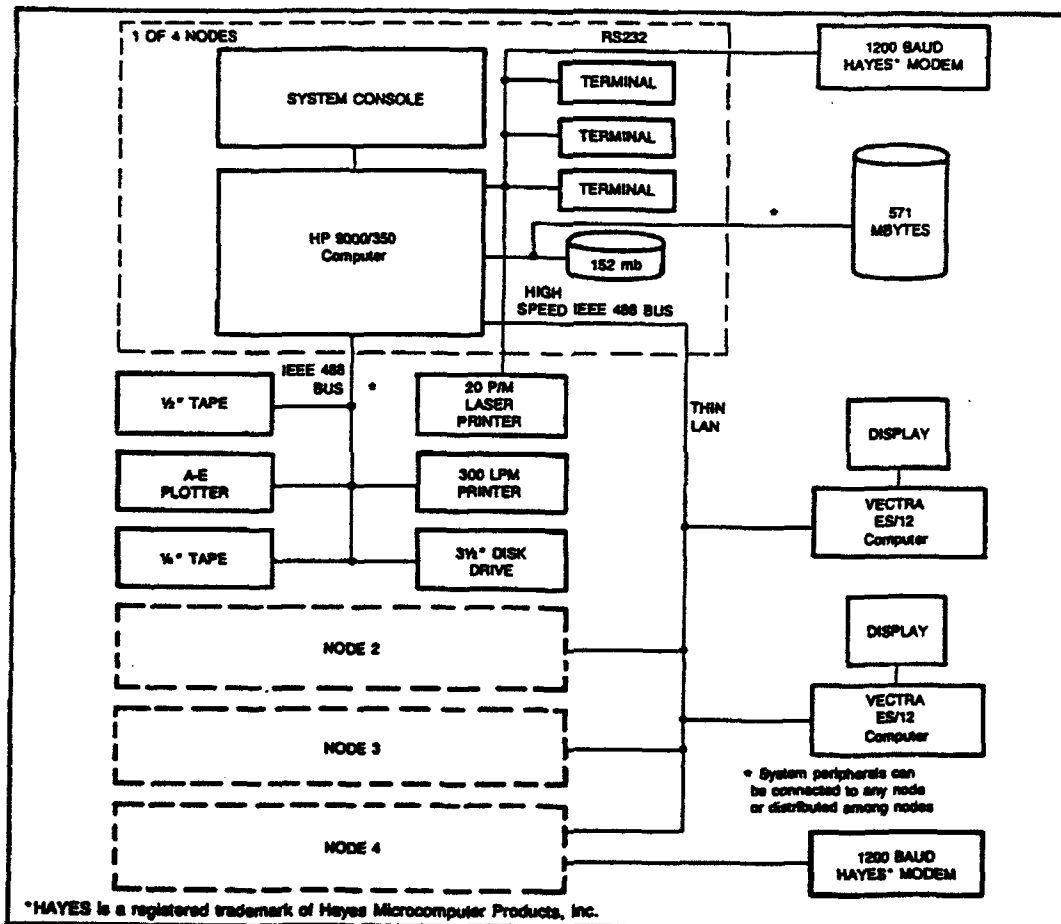 1 OF 4 NODES
RS232
1200 BAUD
HAYES* MODEM
SYSTEM CONSOLE
TERMINAL
TERMINAL
TERMINAL
*
571
MBYTES
HP 9000/350
Computer
152 mb
HIGH
SPEED IEEE 488 BUS
IEEE 488
BUS *
½" TAPE
20 P/M
LASER
PRINTER
THIN
LAN
DISPLAY
A-E
PLOTTER
300 LPM
PRINTER
VECTRA
ES/12
Computer
¼" TAPE
3½" DISK
DRIVE
NODE 2
DISPLAY
VECTRA
ES/12
Computer
NODE 3
* System peripherals can
be connected to any node
or distributed among nodes
NODE 4
1200 BAUD
HAYES* MODEM
*HAYES is a registered trademark of Hayes Microcomputer Products, Inc.